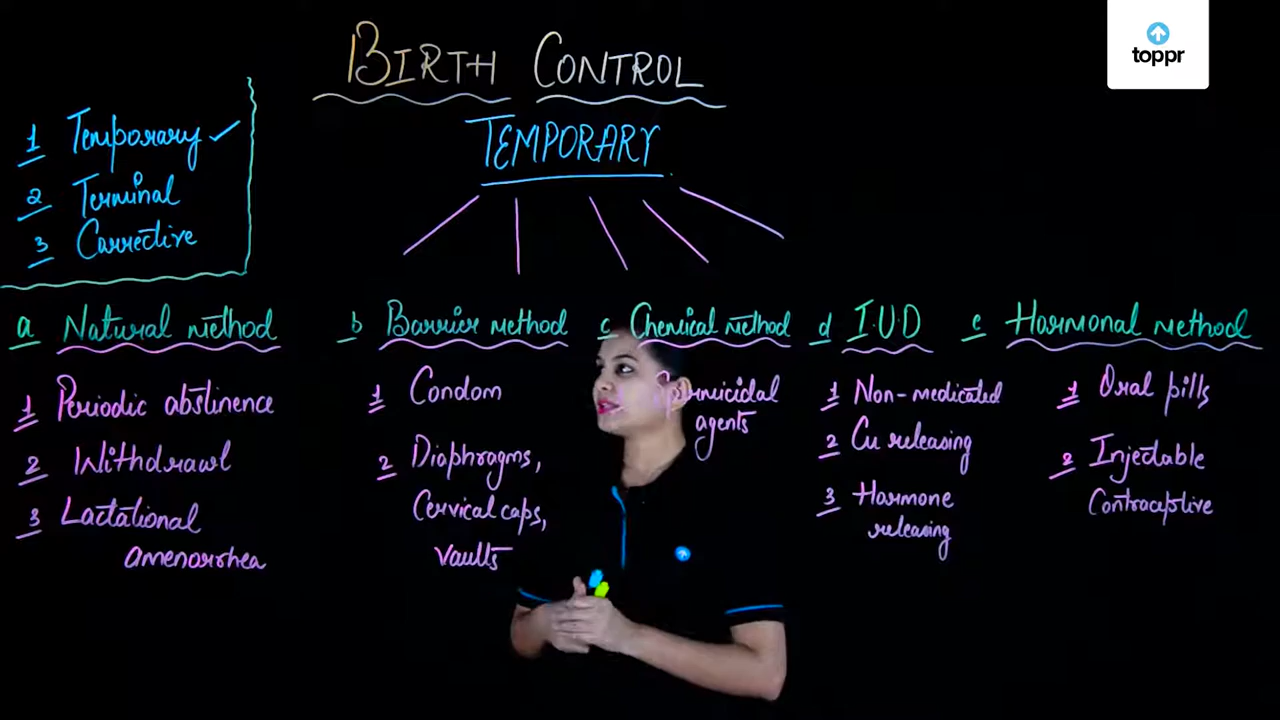 toppr
BIRTH CONTROL
TEMPORARY
1 Temporary ✓
2 Terminal
3 Corrective
a Natural method
1 Periodic abstinence
2 Withdrawl
3 Lactational
amenorrhea
b Barrier method
1 Condom
2 Diaphragms,
Cervical caps,
vaults
c Chemical method
agents
d I.U.D
1 Non-medicated
2 Cu releasing
3 Hormone
releasing
e Hormonal method
1 Oral pills
2 Injectable
Contraceptive